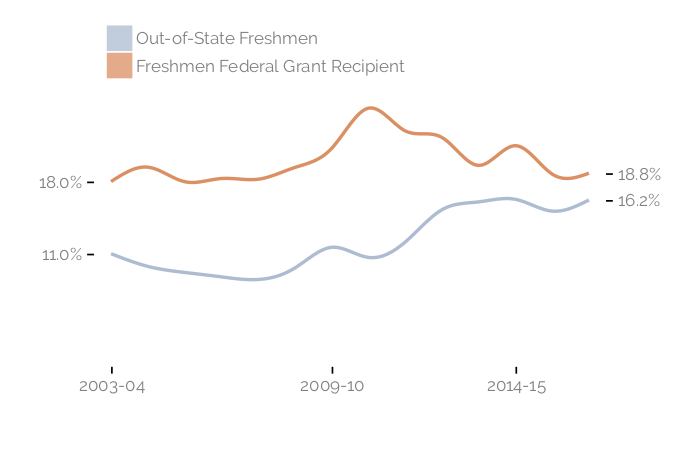 Out-of-State Freshmen
Freshmen Federal Grant Recipient
18.0%
18.8%
16.2%
11.0%
2003-04 2009-10 2014-15